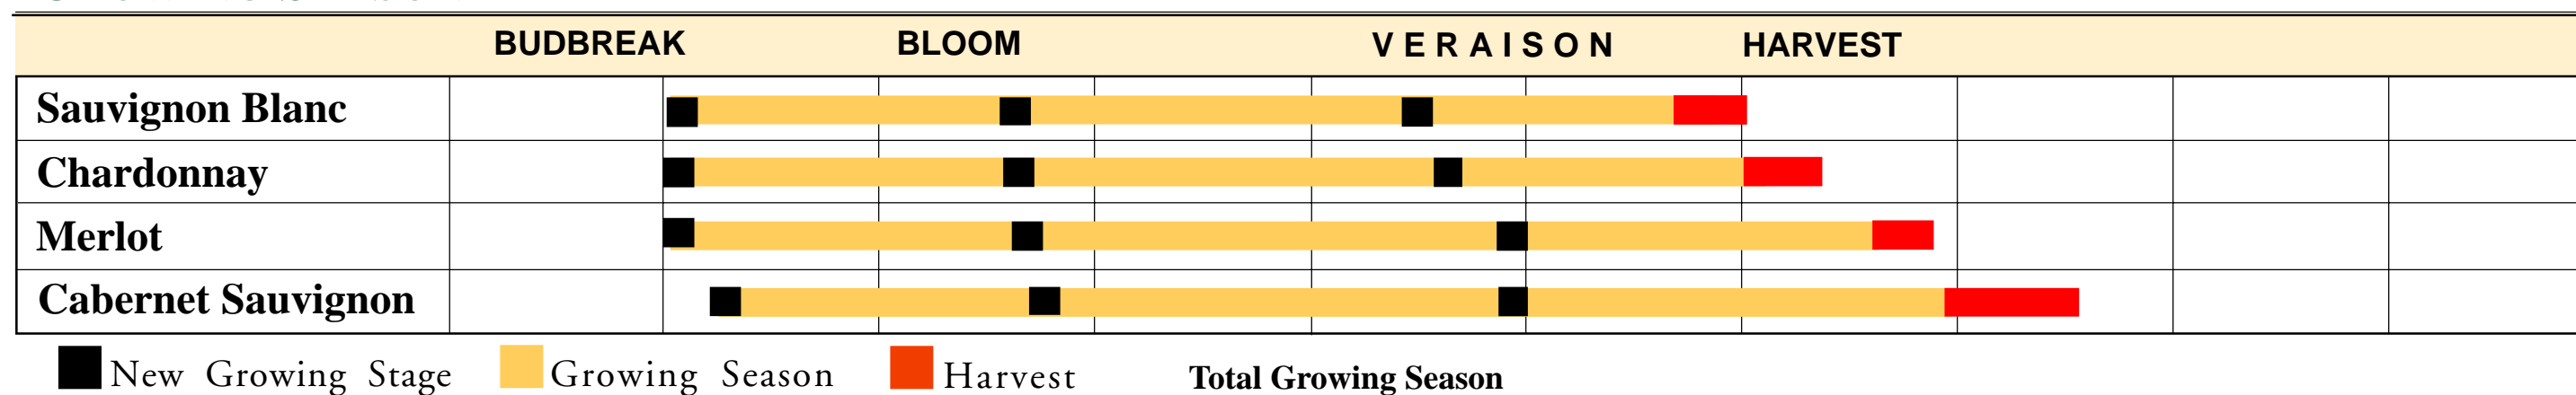 BUDBREAK BLOOM VERAISON HARVEST
Sauvignon Blanc
Chardonnay
Merlot
Cabernet Sauvignon
New Growing Stage Growing Season Harvest Total Growing Season